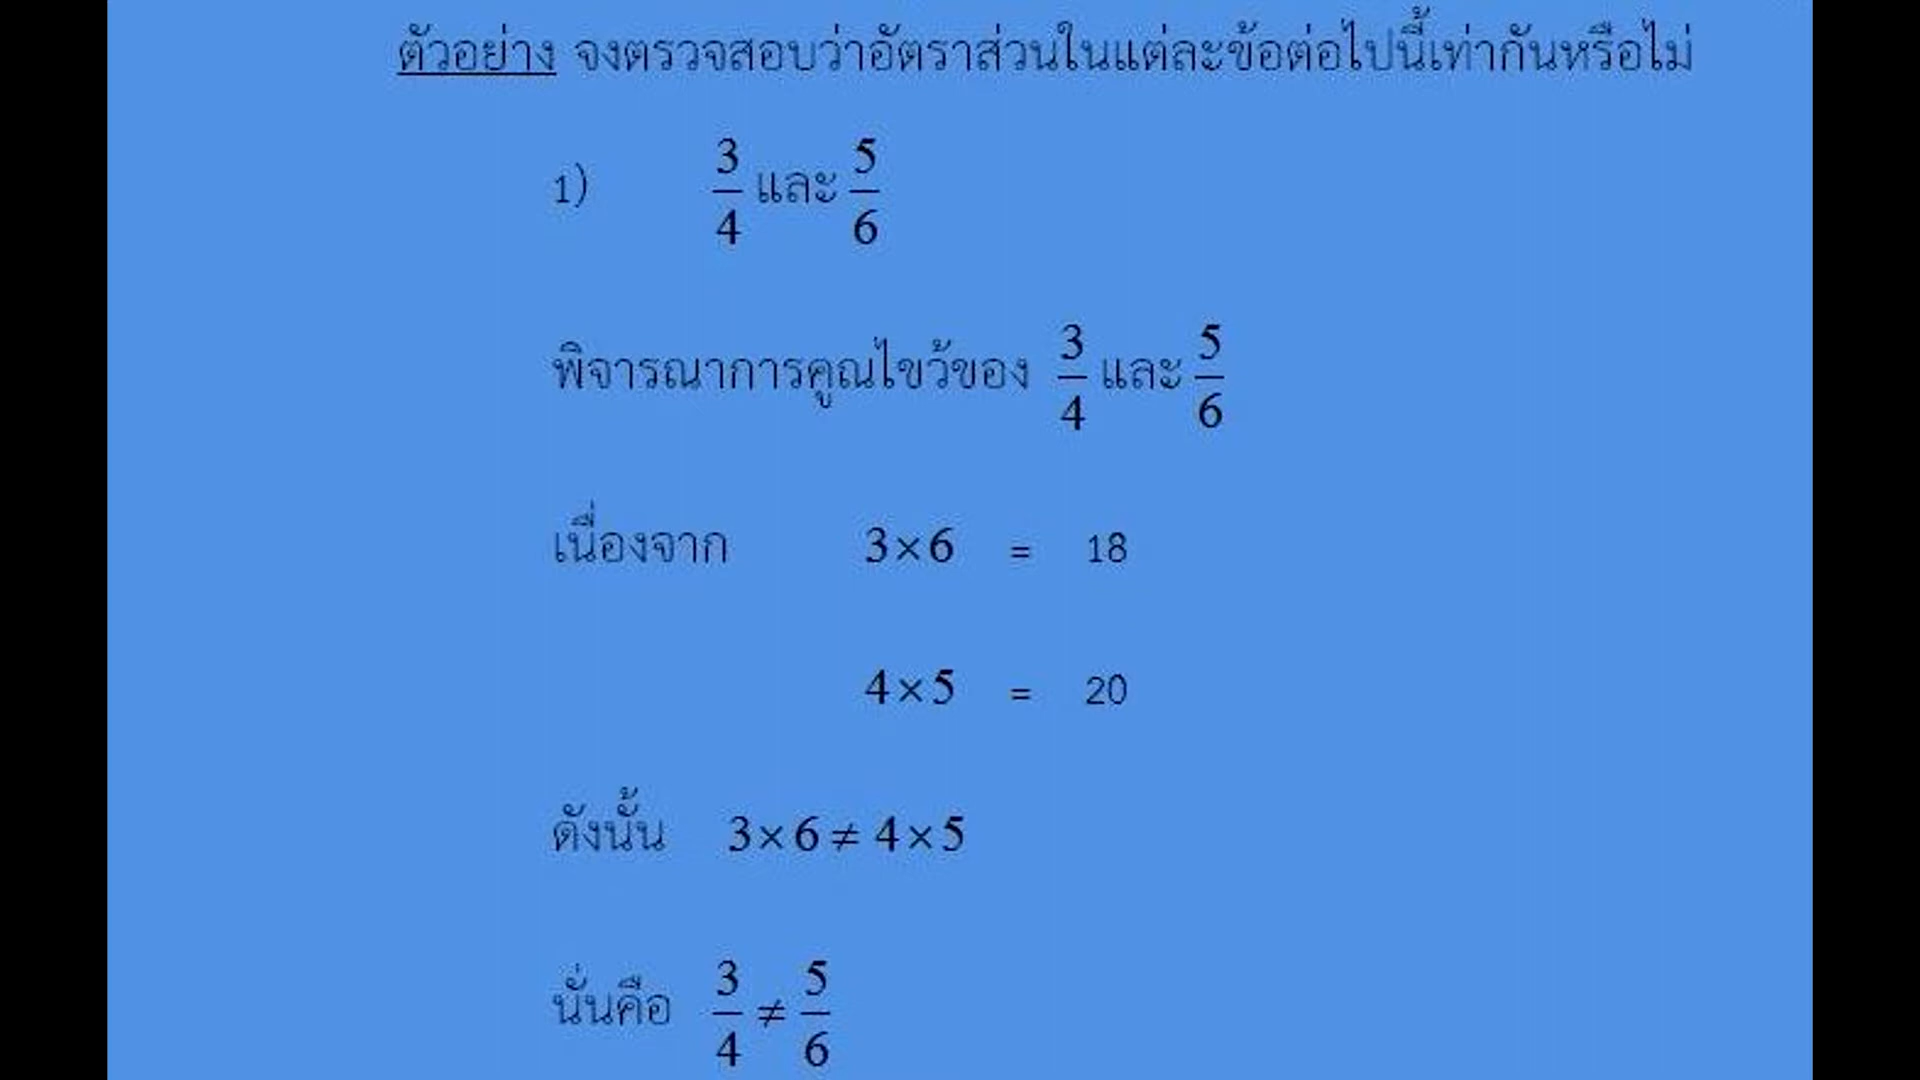 ตัวอย่าง จงตรวจสอบว่าอัตราส่วนในแต่ละข้อต่อไปนี้เท่ากันหรือไม่
1) 3/4 และ 5/6
พิจารณาการคูณไขว้ของ 3/4 และ 5/6
เนื่องจาก 3×6 = 18
4×5 = 20
ดังนั้น 3×6 ≠ 4×5
นั่นคือ 3/4 ≠ 5/6